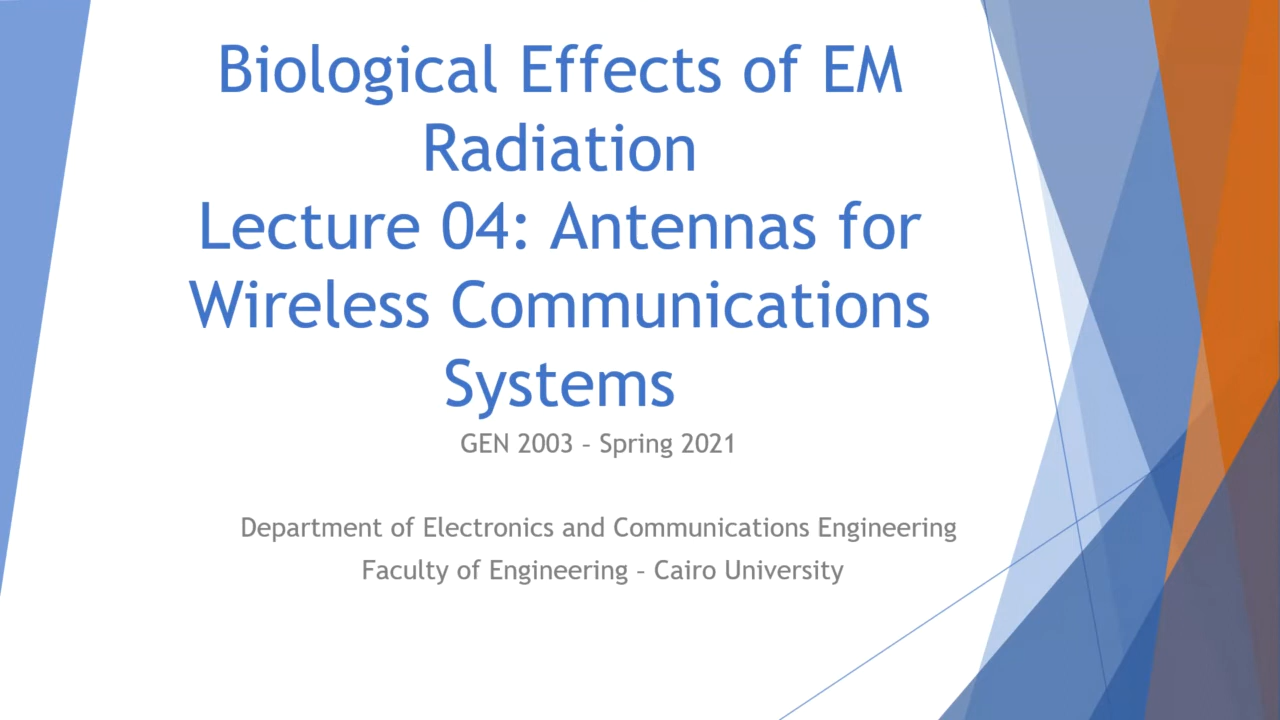 Biological Effects of EM
Radiation
Lecture 04: Antennas for
Wireless Communications
Systems
GEN 2003 – Spring 2021
Department of Electronics and Communications Engineering
Faculty of Engineering – Cairo University